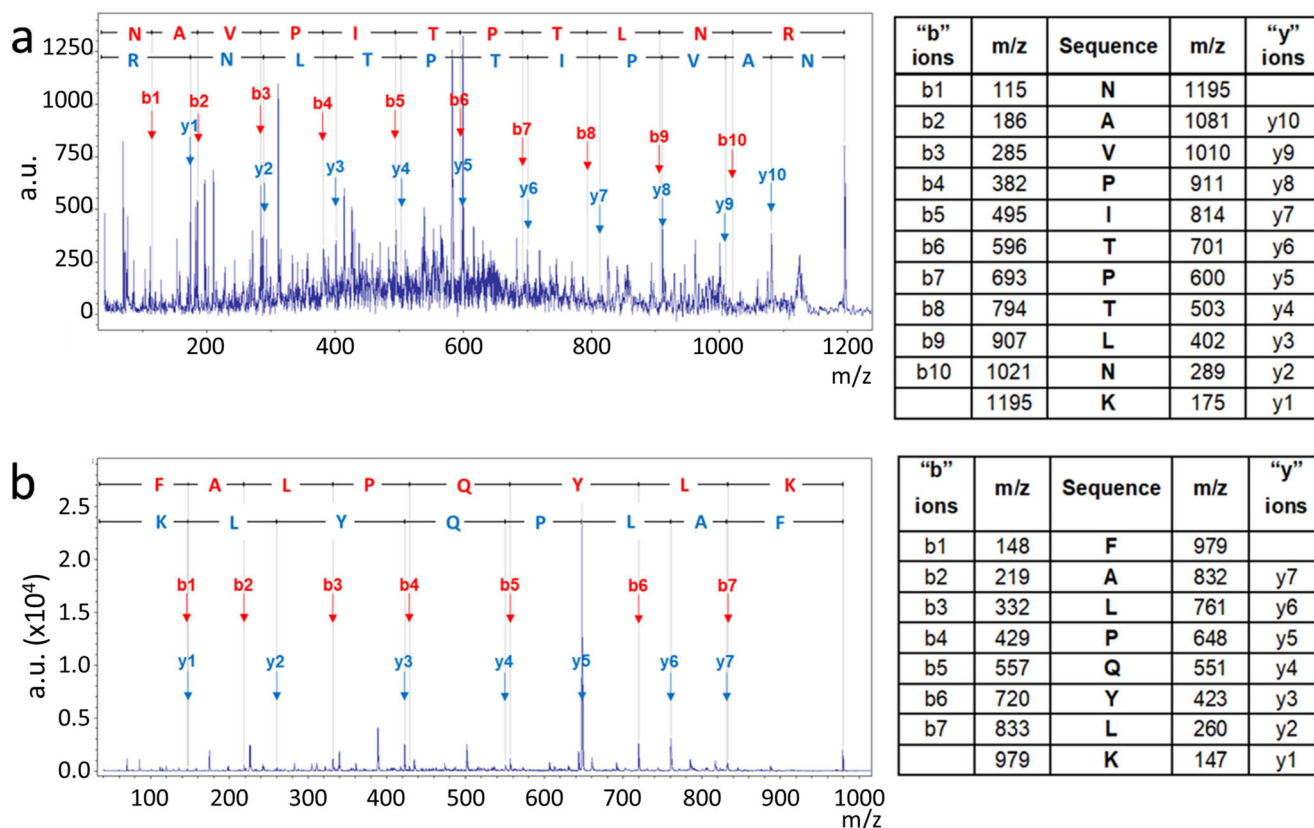 a
N A V P I T P T L N R
R N L T P T I P V A N
b1 b2 b3 b4 b5 b6 b7 b8 b9 b10
y1 y2 y3 y4 y5 y6 y7 y8 y9 y10
1250
1000
750
500
250
0
a.u.
200 400 600 800 1000 1200
m/z
"b" ions m/z Sequence m/z "y" ions
b1 115 N 1195
b2 186 A 1081 y10
b3 285 V 1010 y9
b4 382 P 911 y8
b5 495 I 814 y7
b6 596 T 701 y6
b7 693 P 600 y5
b8 794 T 503 y4
b9 907 L 402 y3
b10 1021 N 289 y2
1195 K 175 y1
b
F A L P Q Y L K
K L Y Q P L A F
b1 b2 b3 b4 b5 b6 b7
y1 y2 y3 y4 y5 y6 y7
2.5
2.0
1.5
1.0
0.5
0.0
a.u. (x10⁴)
100 200 300 400 500 600 700 800 900 1000
m/z
"b" ions m/z Sequence m/z "y" ions
b1 148 F 979
b2 219 A 832 y7
b3 332 L 761 y6
b4 429 P 648 y5
b5 557 Q 551 y4
b6 720 Y 423 y3
b7 833 L 260 y2
979 K 147 y1